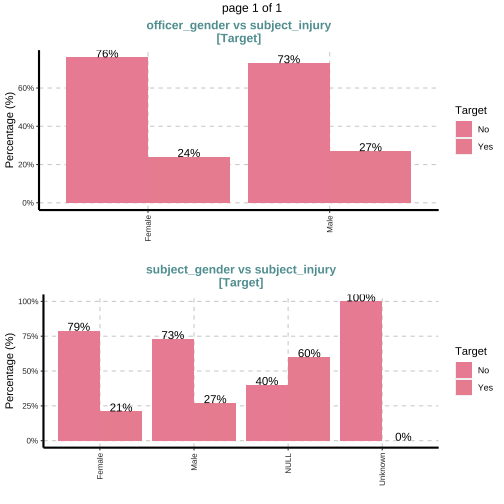 page 1 of 1
officer_gender vs subject_injury
[Target]
Percentage (%)
60%
40%
20%
0%
76%
24%
73%
27%
Female
Male
Target
No
Yes
subject_gender vs subject_injury
[Target]
Percentage (%)
100%
75%
50%
25%
0%
79%
21%
73%
27%
40%
60%
100%
0%
Female
Male
NULL
Unknown
Target
No
Yes